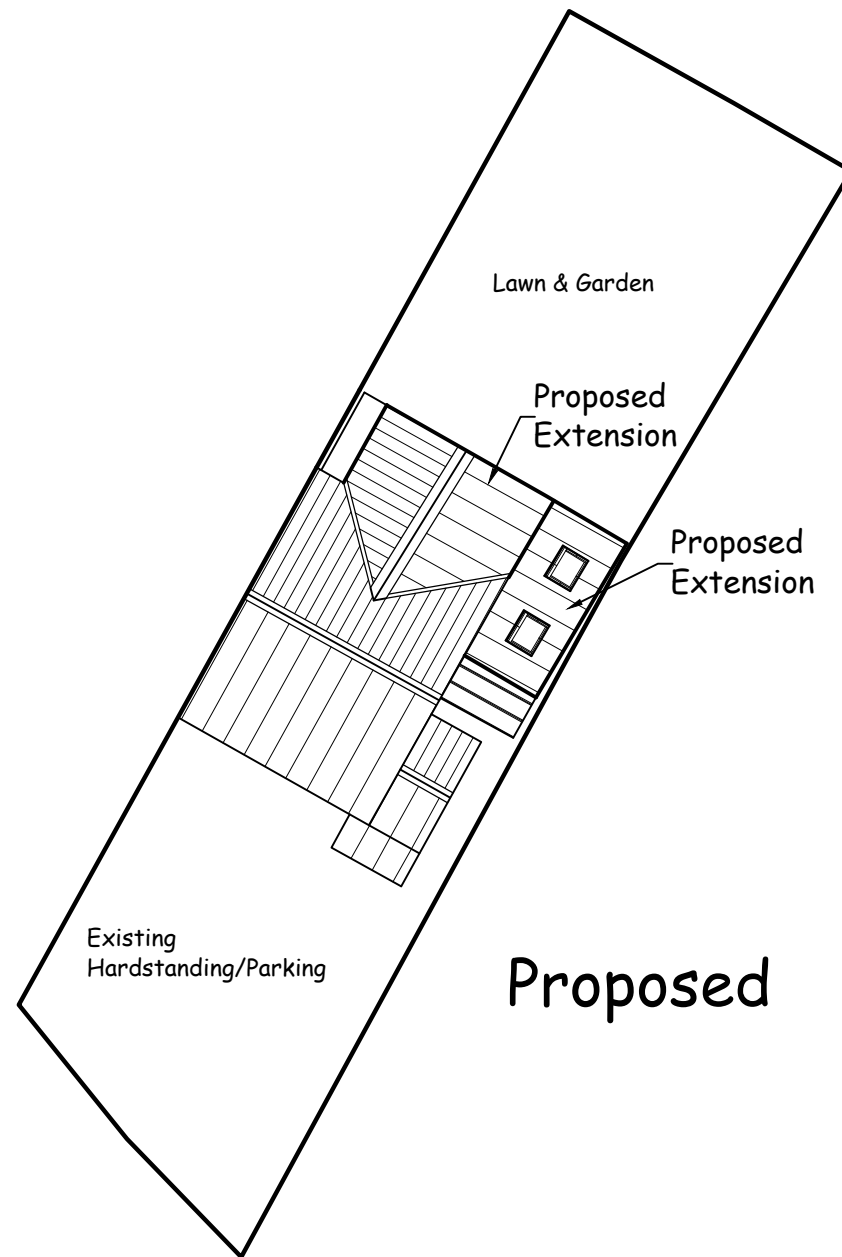 Lawn & Garden
Proposed
Extension
Proposed
Extension
Existing
Hardstanding/Parking
Proposed